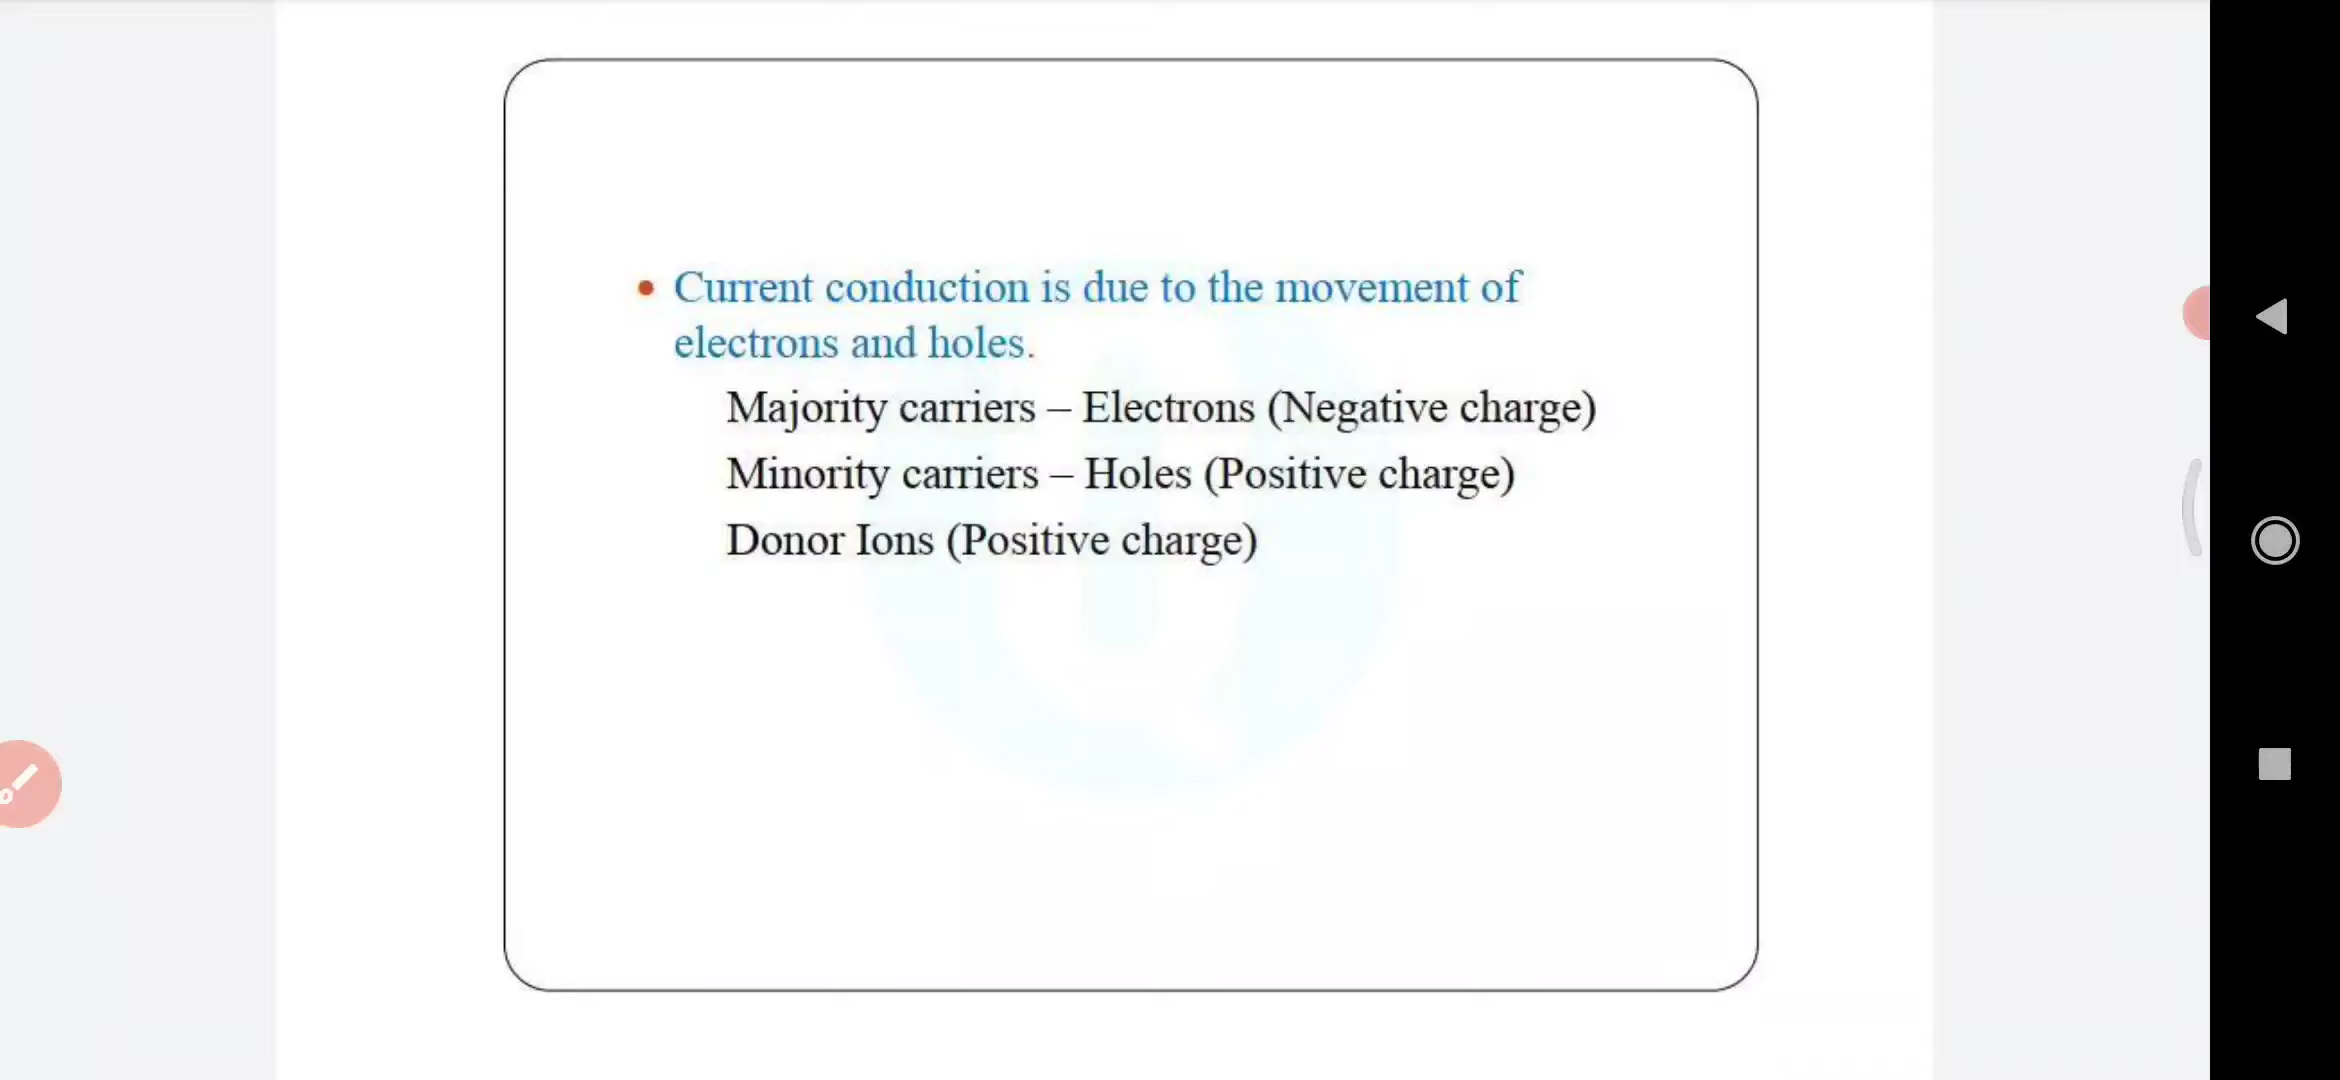 • Current conduction is due to the movement of
electrons and holes.
Majority carriers – Electrons (Negative charge)
Minority carriers – Holes (Positive charge)
Donor Ions (Positive charge)